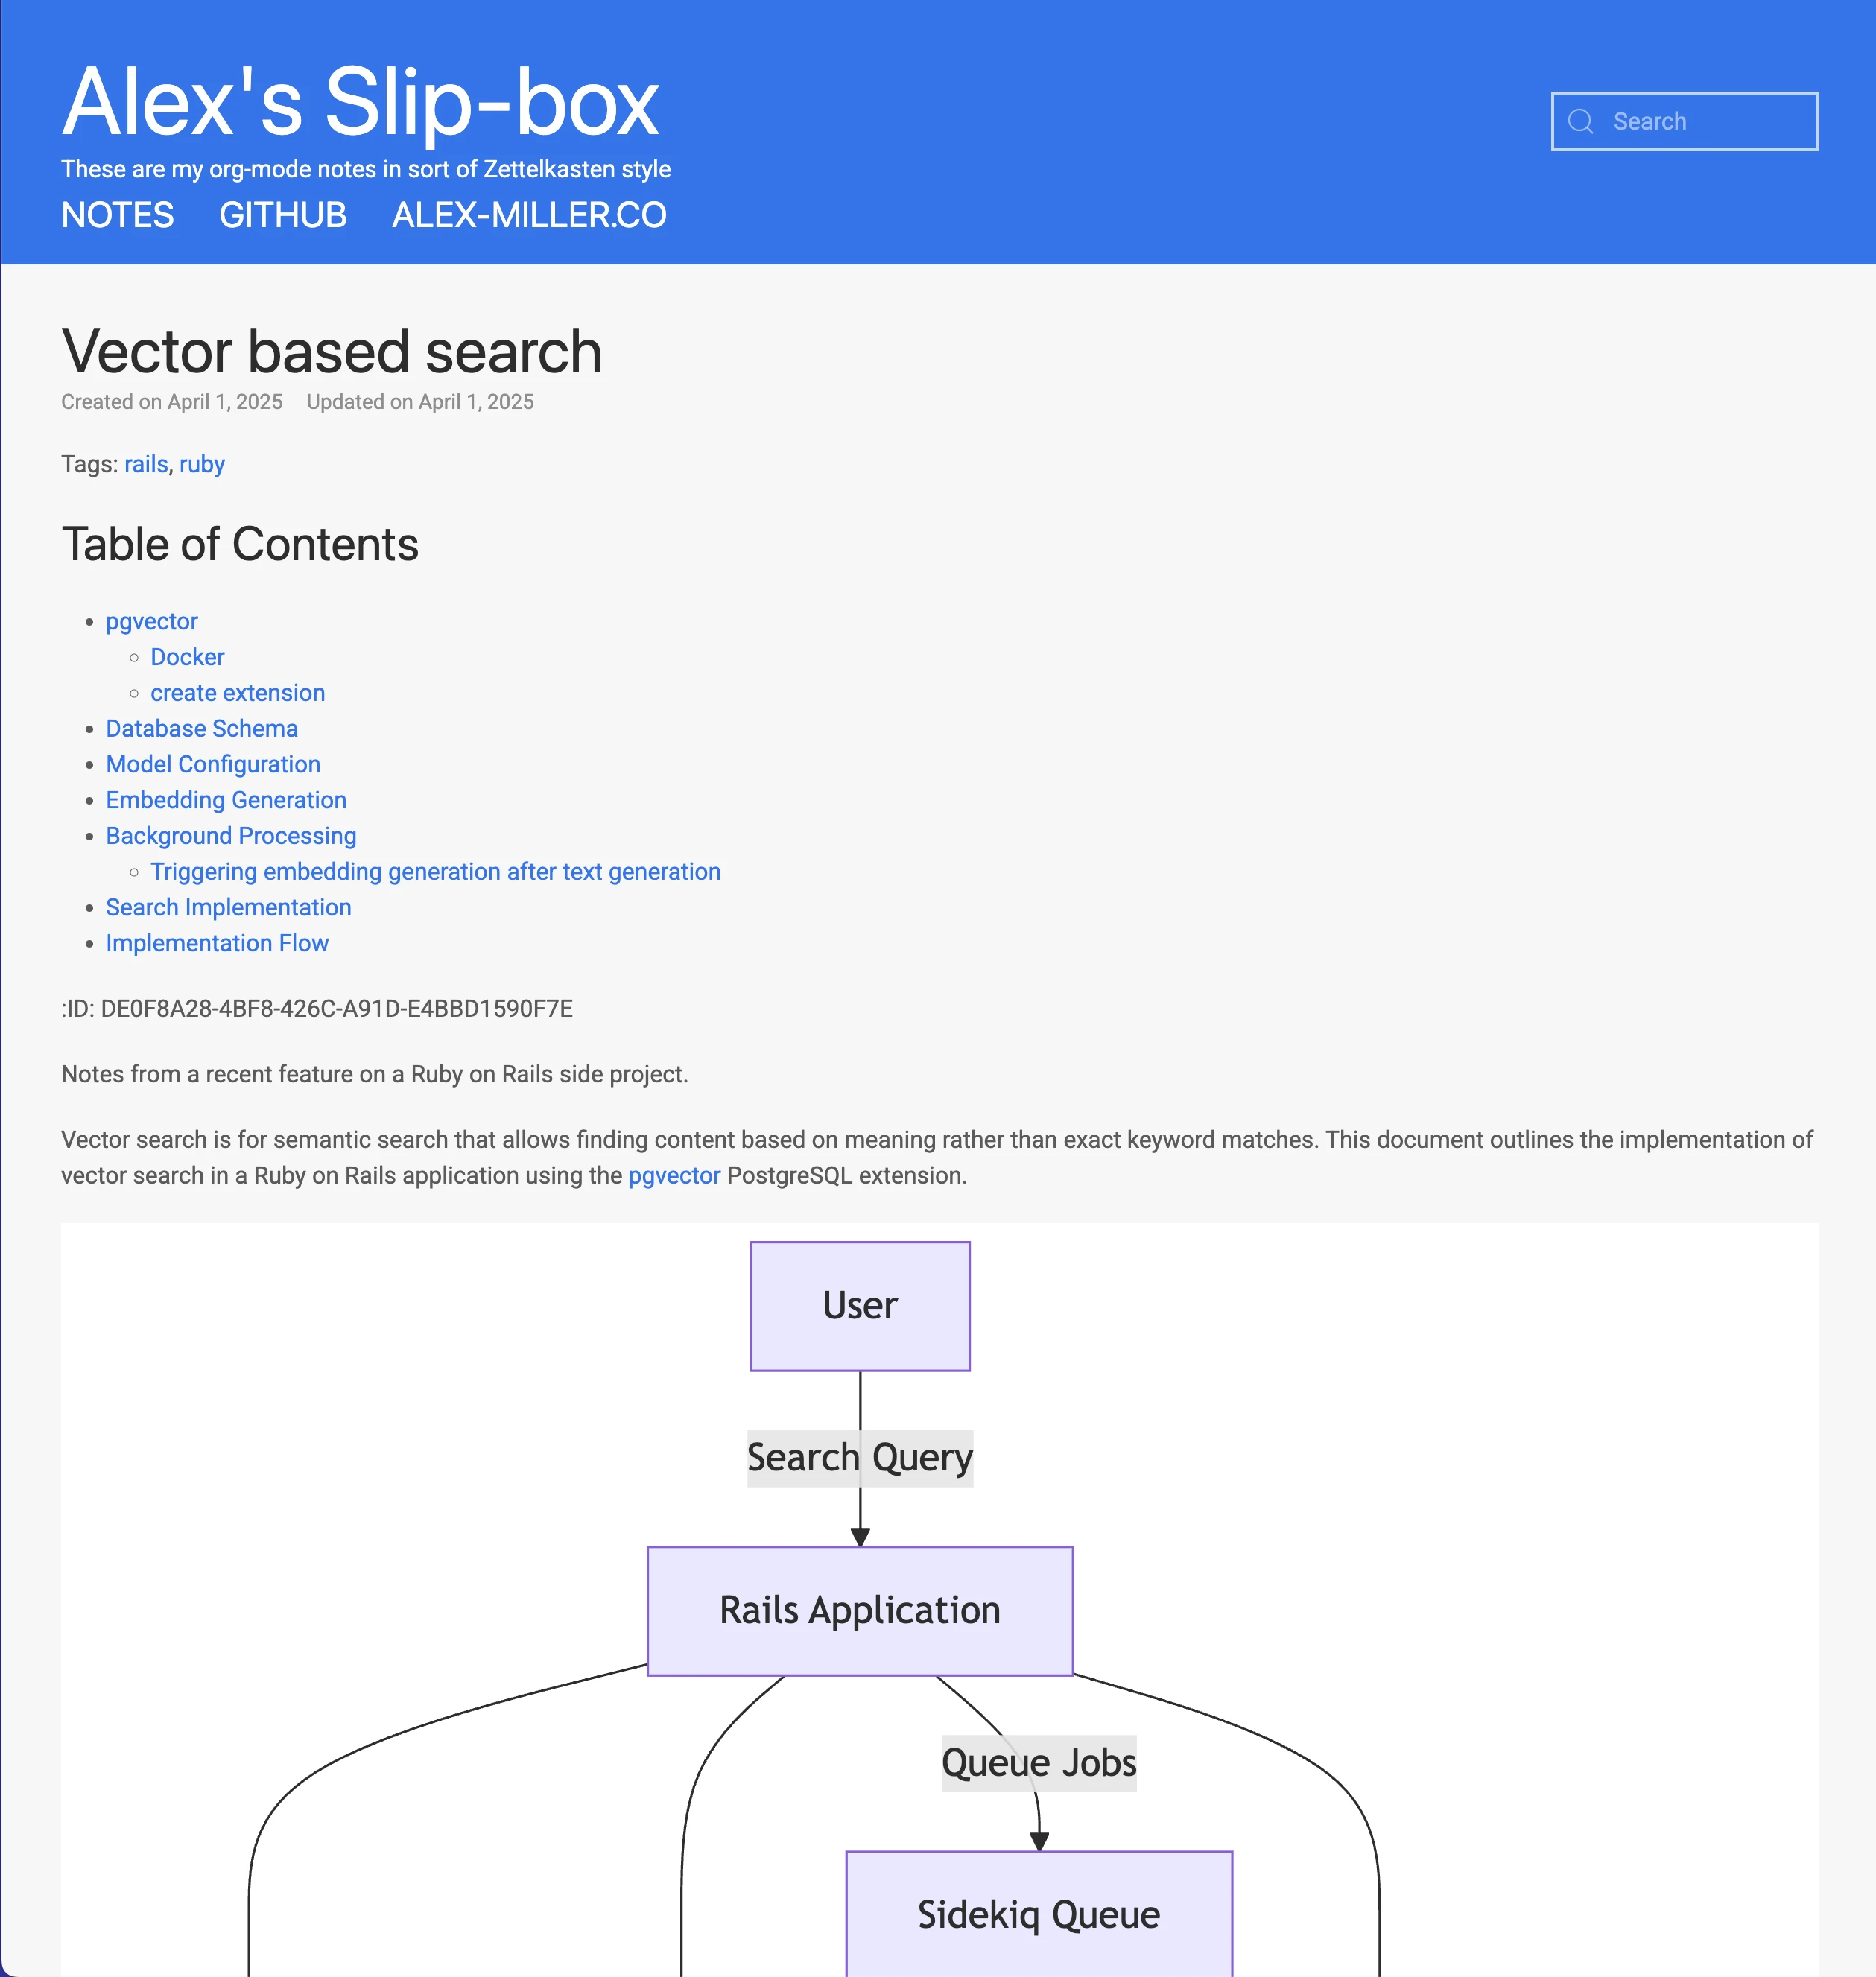 Alex's Slip-box
These are my org-mode notes in sort of Zettelkasten style
NOTES GITHUB ALEX-MILLER.CO
Search
Vector based search
Created on April 1, 2025 Updated on April 1, 2025
Tags: rails, ruby
Table of Contents
pgvector
Docker
create extension
Database Schema
Model Configuration
Embedding Generation
Background Processing
Triggering embedding generation after text generation
Search Implementation
Implementation Flow
:ID: DE0F8A28-4BF8-426C-A91D-E4BBD1590F7E
Notes from a recent feature on a Ruby on Rails side project.
Vector search is for semantic search that allows finding content based on meaning rather than exact keyword matches. This document outlines the implementation of
vector search in a Ruby on Rails application using the pgvector PostgreSQL extension.
User
Search Query
Rails Application
Queue Jobs
Sidekiq Queue